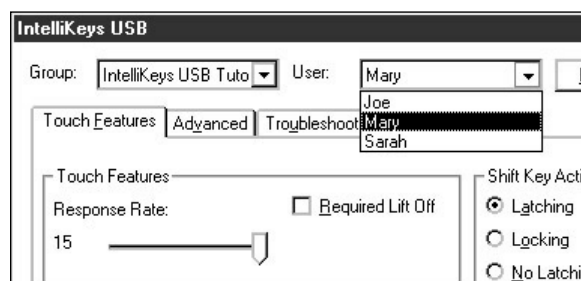 IntelliKeys USB
Group: IntelliKeys USB Tuto User: Mary
Joe
Mary
Sarah
Touch Features Advanced Troubleshoot
Touch Features
Response Rate:
15
Required Lift Off
Shift Key Acti
Latching
Locking
No Latchi